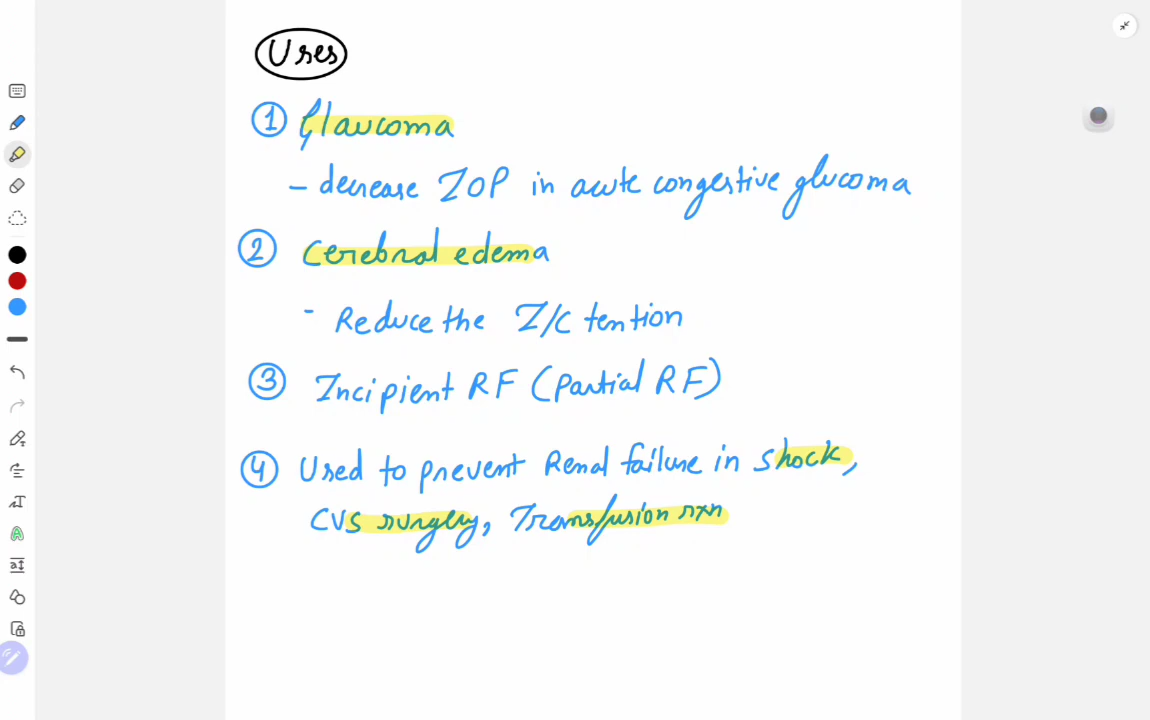 Uses
① Glaucoma
- decrease IOP in acute congestive glucoma
② Cerebral edema
- Reduce the I/C tention
③ Incipient RF (Partial RF)
④ Used to prevent Renal failure in shock,
CVS surgery, Transfusion rxn